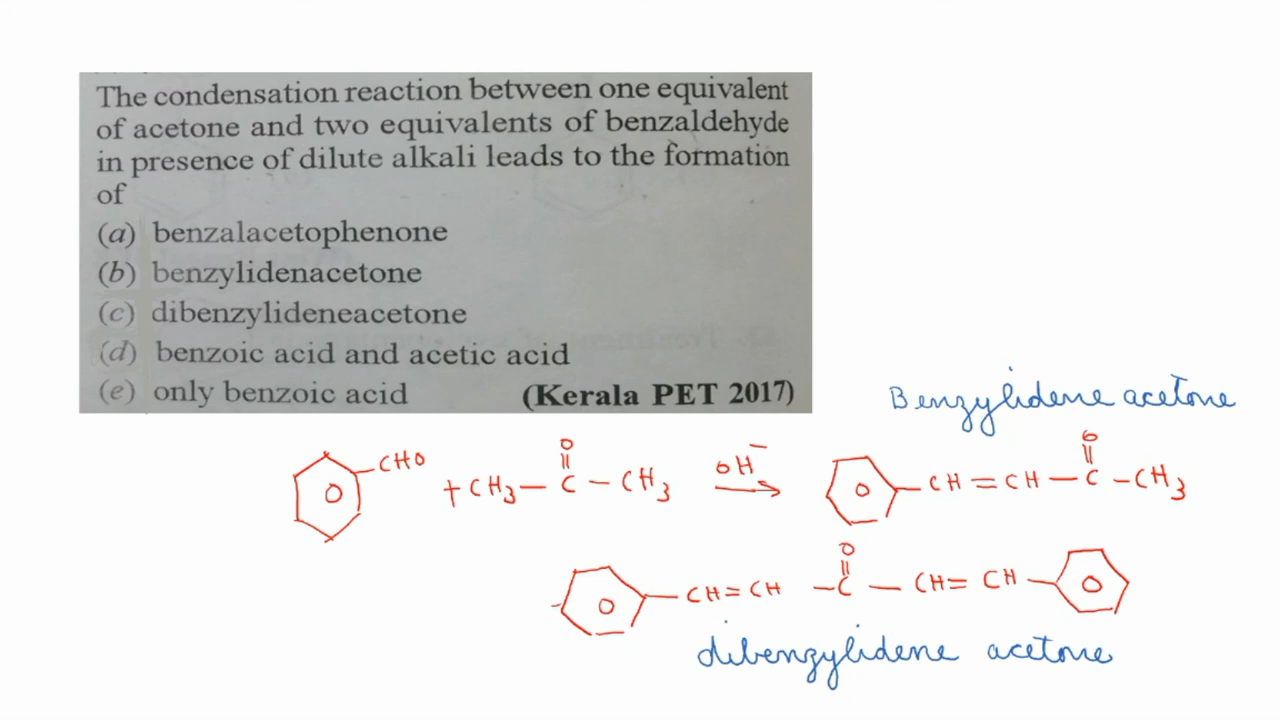 The condensation reaction between one equivalent
of acetone and two equivalents of benzaldehyde
in presence of dilute alkali leads to the formation
of
(a) benzalacetophenone
(b) benzylidenacetone
(c) dibenzylideneacetone
(d) benzoic acid and acetic acid
(e) only benzoic acid (Kerala PET 2017)
Benzylidene acetone
CHO + CH3 – C – CH3 OH⁻ → CH = CH – C – CH3
O O
CH = CH – C – CH = CH
O
dibenzylidene acetone